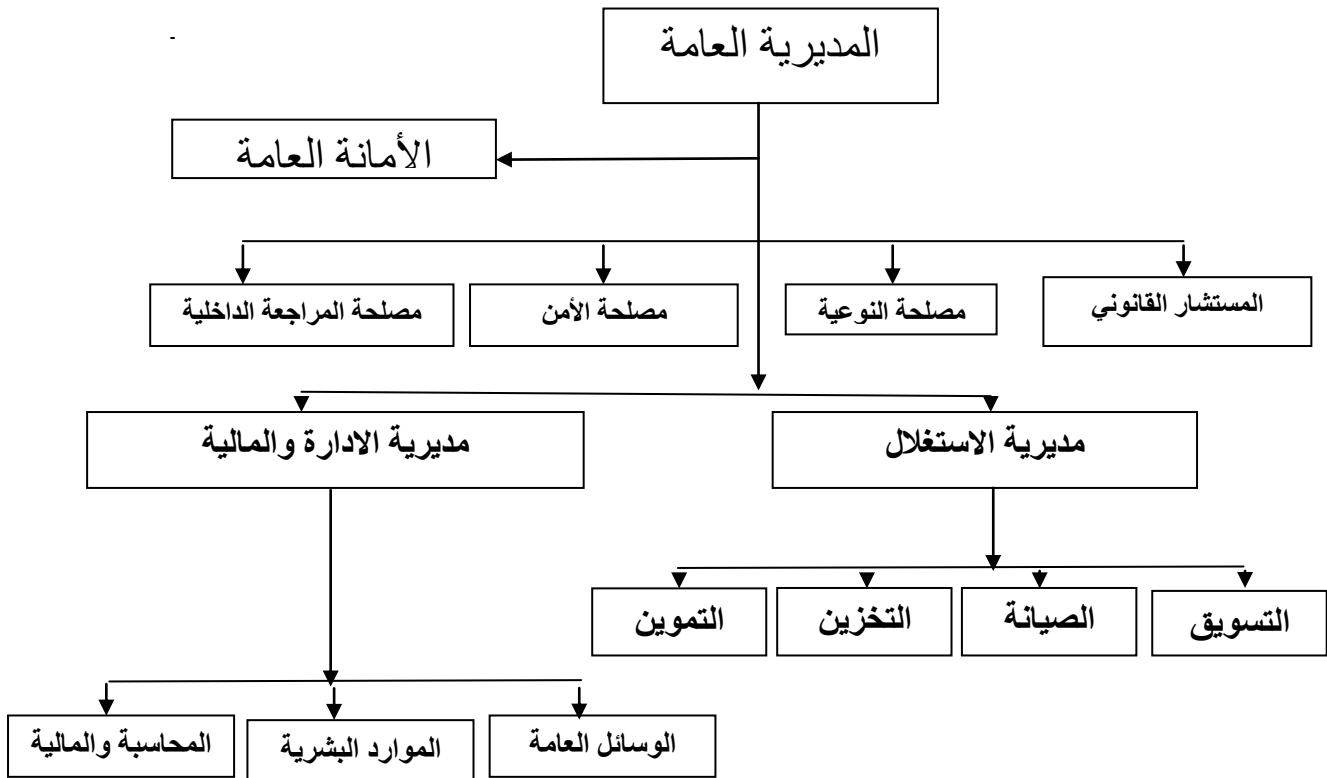 -
المديرية العامة
الأمانة العامة
المستشار القانوني
مصلحة النوعية
مصلحة الأمن
مصلحة المراجعة الداخلية
مديرية الاستغلال
مديرية الادارة والمالية
التسويق
الصيانة
التخزين
التموين
الوسائل العامة
الموارد البشرية
المحاسبة والمالية